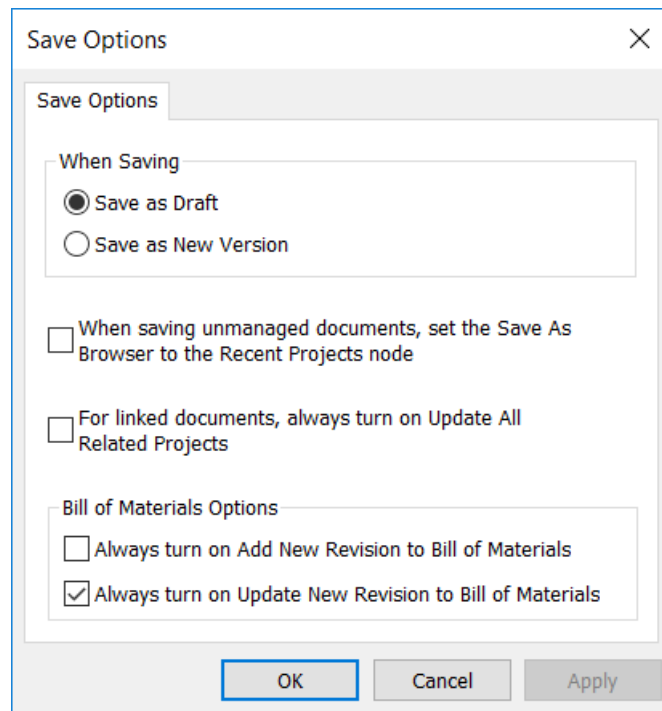 Save Options
Save Options
When Saving
Save as Draft
Save as New Version
When saving unmanaged documents, set the Save As
Browser to the Recent Projects node
For linked documents, always turn on Update All
Related Projects
Bill of Materials Options
Always turn on Add New Revision to Bill of Materials
Always turn on Update New Revision to Bill of Materials
OK Cancel Apply